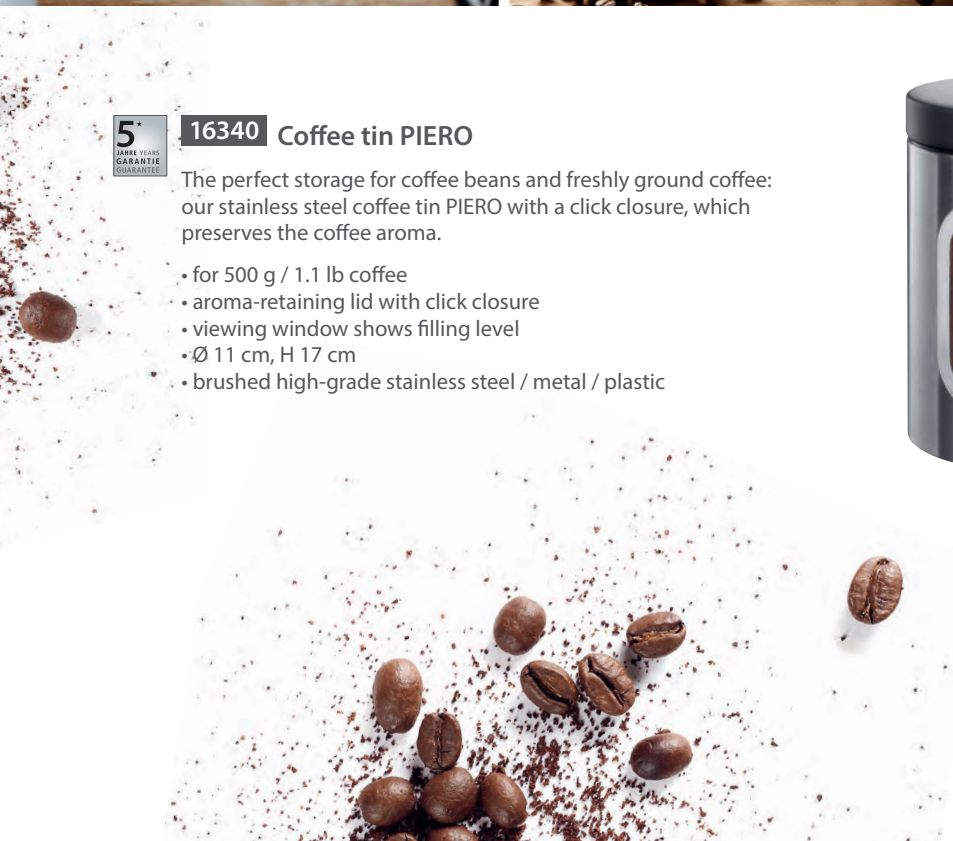 5*
JAHRE YEARS
GARANTIE
GUARANTEE
16340 Coffee tin PIERO
The perfect storage for coffee beans and freshly ground coffee:
our stainless steel coffee tin PIERO with a click closure, which
preserves the coffee aroma.
• for 500 g / 1.1 lb coffee
• aroma-retaining lid with click closure
• viewing window shows filling level
• Ø 11 cm, H 17 cm
• brushed high-grade stainless steel / metal / plastic